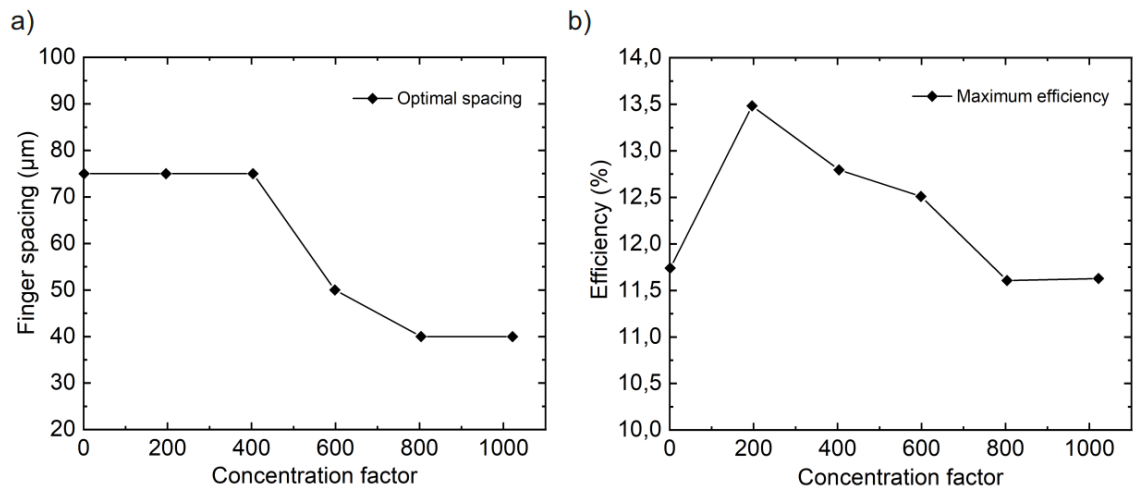 a)
100
90
80
70
60
50
40
30
20
Finger spacing (μm)
Optimal spacing
0 200 400 600 800 1000
Concentration factor
b)
14,0
13,5
13,0
12,5
12,0
11,5
11,0
10,5
10,0
Efficiency (%)
Maximum efficiency
0 200 400 600 800 1000
Concentration factor